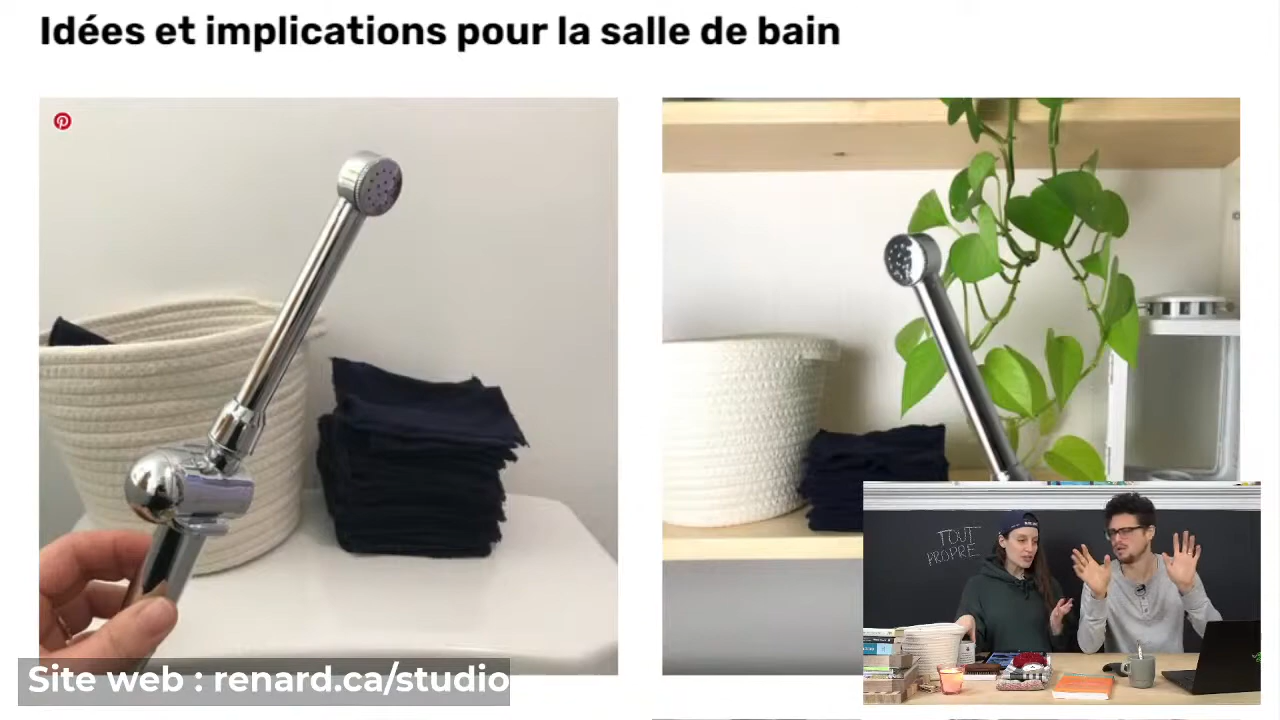 Idées et implications pour la salle de bain
TOUT
PROPRE
Site web : renard.ca/studio